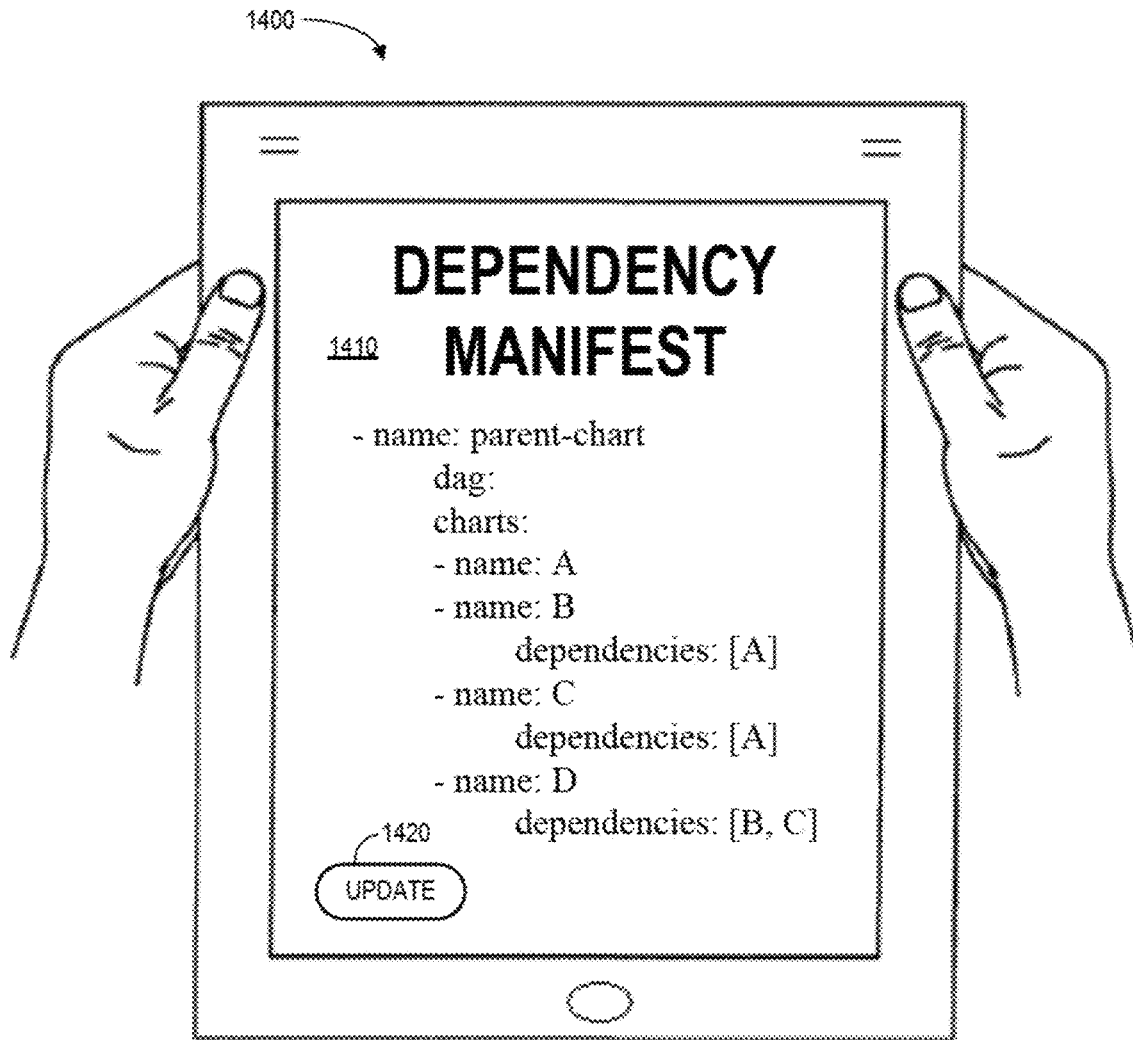 1400
DEPENDENCY
1410 MANIFEST
- name: parent-chart
dag:
charts:
- name: A
- name: B
dependencies: [A]
- name: C
dependencies: [A]
- name: D
dependencies: [B, C]
1420
UPDATE